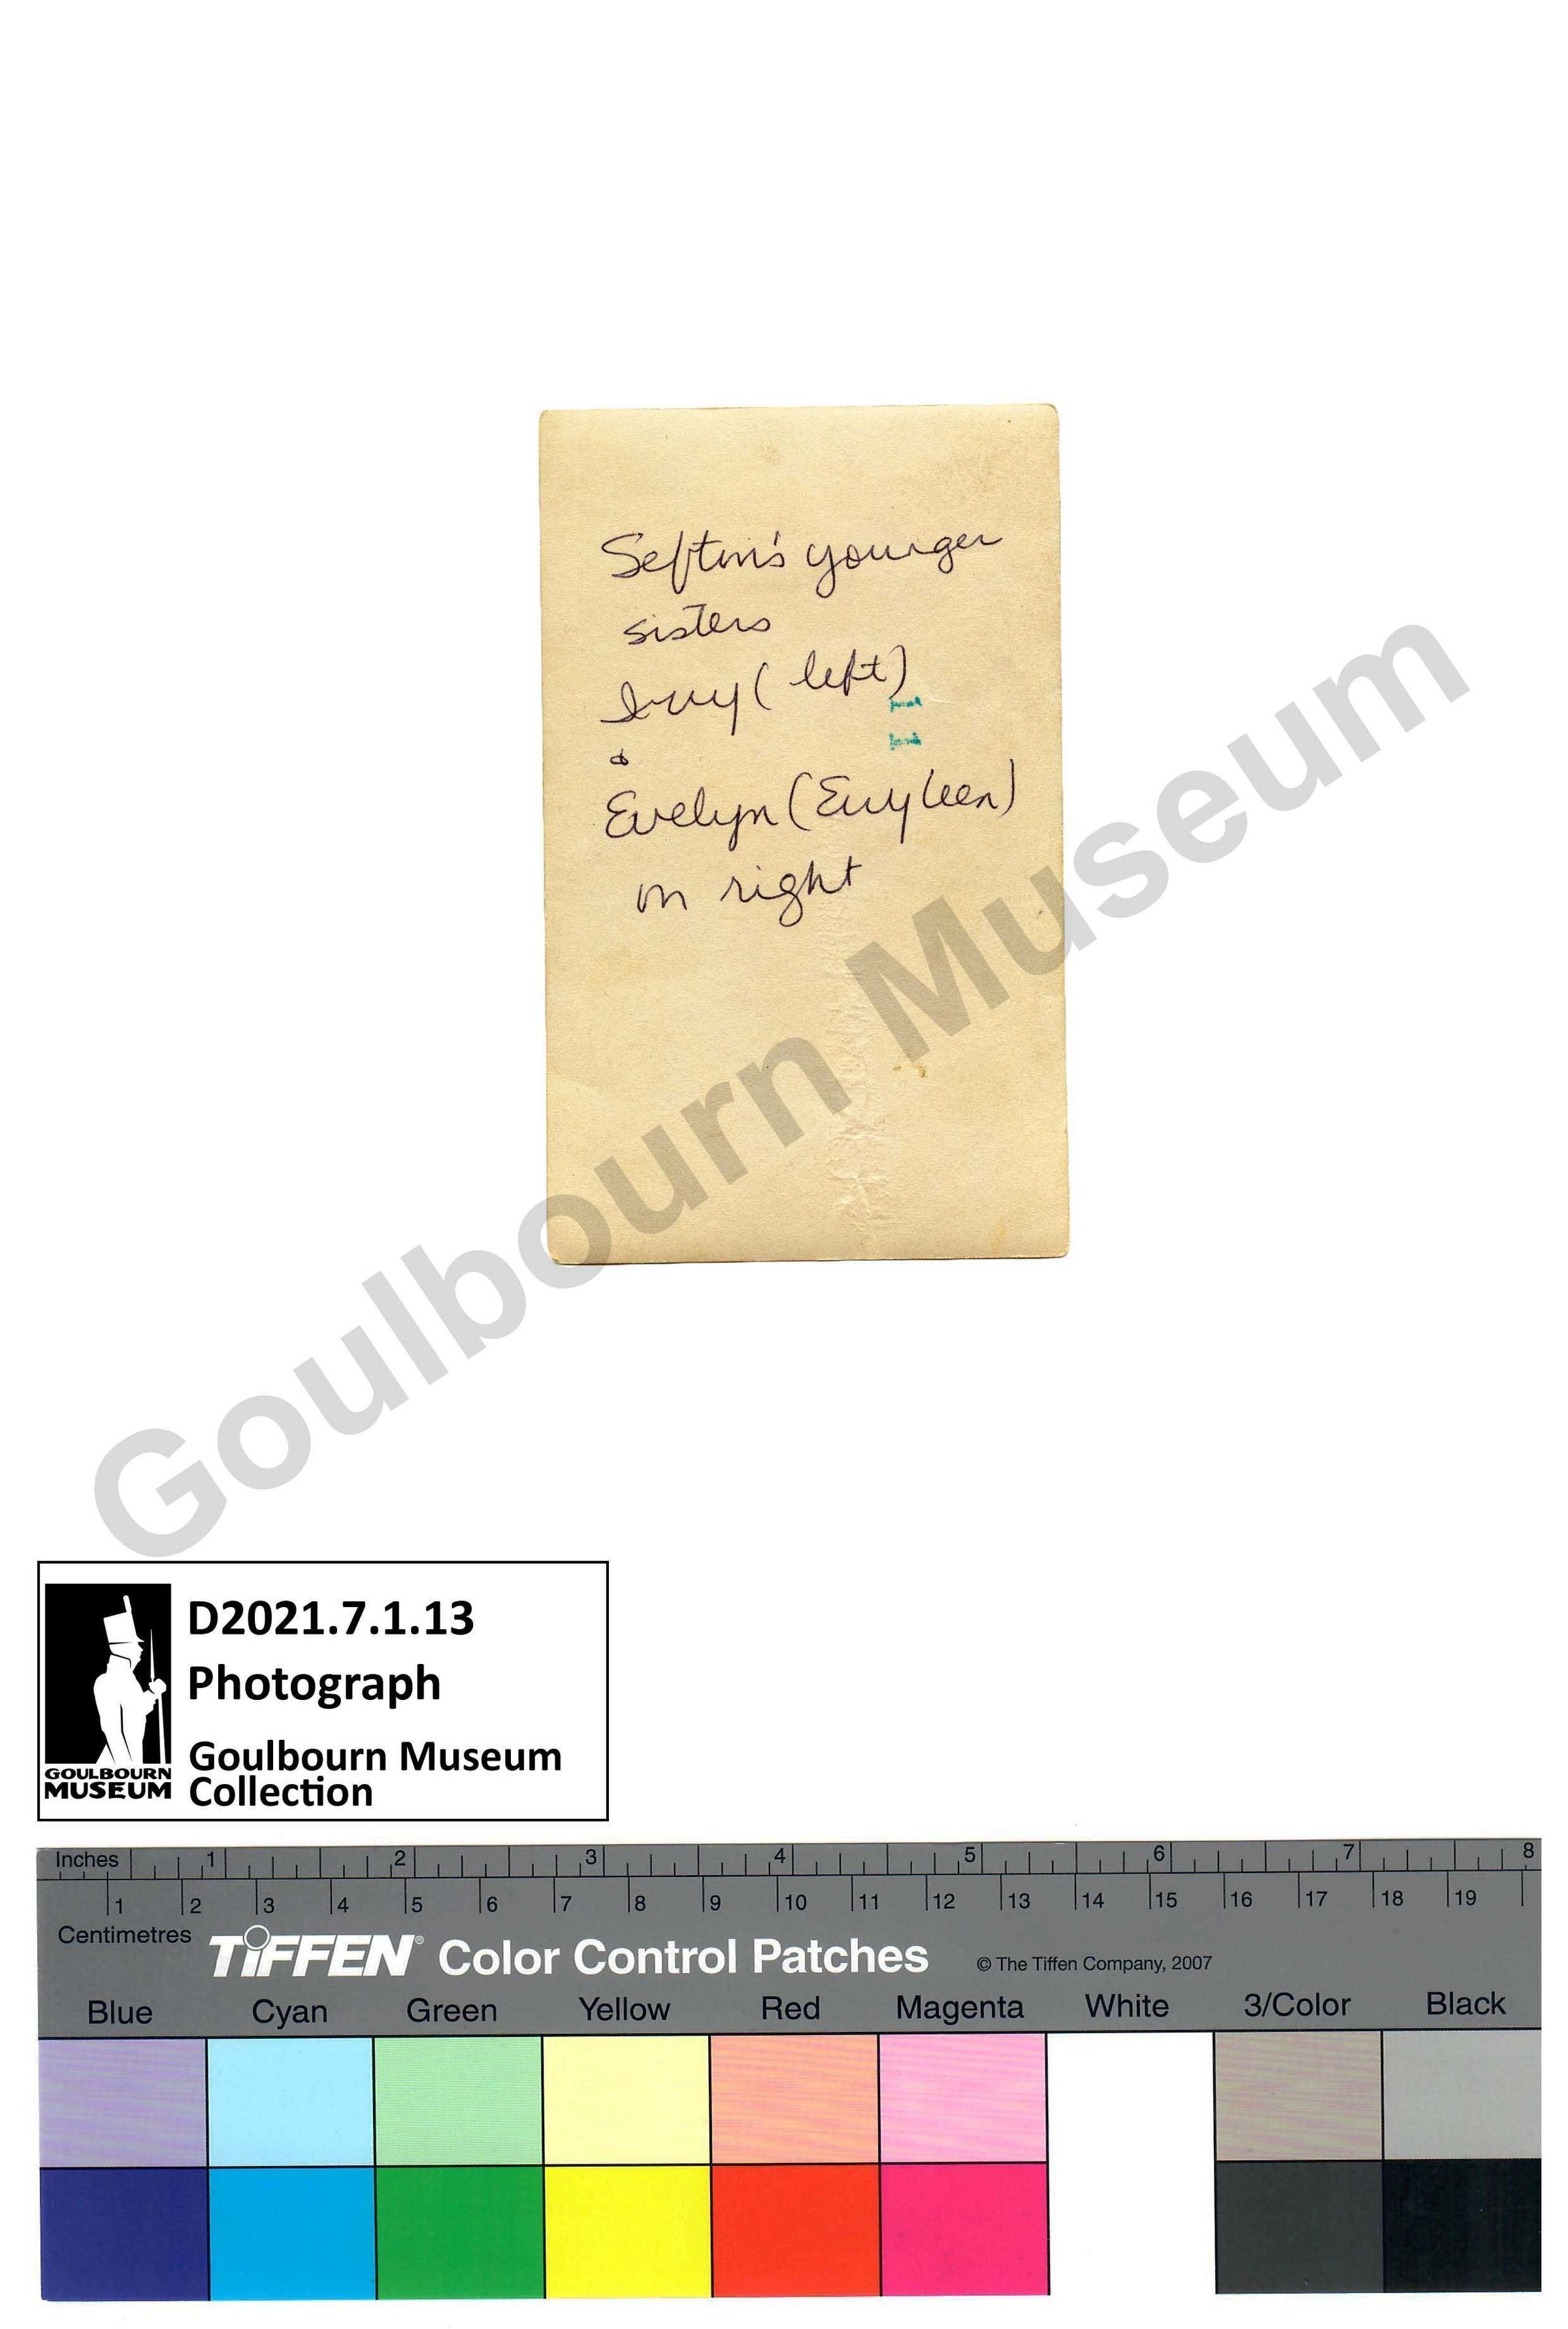 Sefton's younger
sisters
Ivy (left)
&
Evelyn (Evyleen)
on right
Goulbourn Museum
D2021.7.1.13
Photograph
GOULBOURN
MUSEUM
Goulbourn Museum
Collection
Inches 1 2 3 4 5 6 7 8
1 2 3 4 5 6 7 8 9 10 11 12 13 14 15 16 17 18 19
Centimetres
TIFFEN® Color Control Patches © The Tiffen Company, 2007
Blue Cyan Green Yellow Red Magenta White 3/Color Black